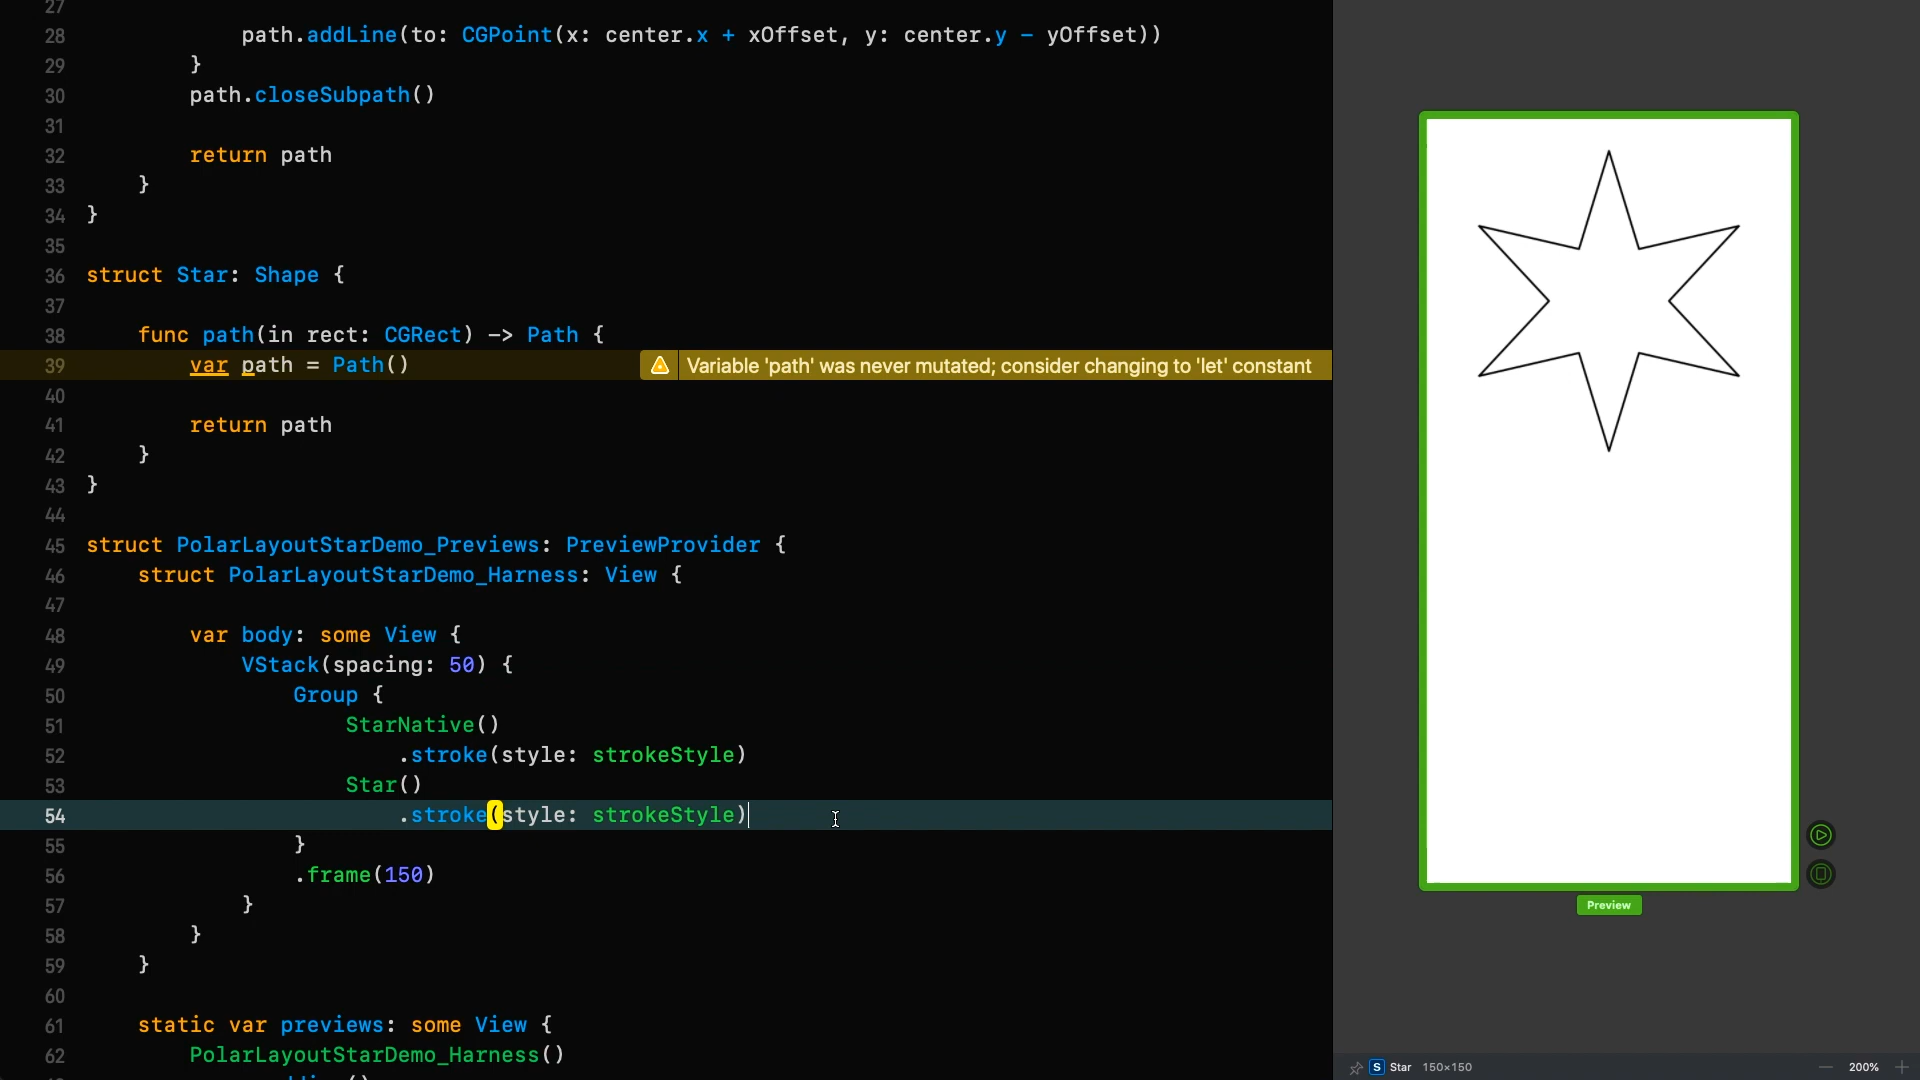 27
28 path.addLine(to: CGPoint(x: center.x + xOffset, y: center.y - yOffset))
29 }
30 path.closeSubpath()
31
32 return path
33 }
34 }
35
36 struct Star: Shape {
37
38 func path(in rect: CGRect) -> Path {
39 var path = Path() Variable 'path' was never mutated; consider changing to 'let' constant
40
41 return path
42 }
43 }
44
45 struct PolarLayoutStarDemo_Previews: PreviewProvider {
46 struct PolarLayoutStarDemo_Harness: View {
47
48 var body: some View {
49 VStack(spacing: 50) {
50 Group {
51 StarNative()
52 .stroke(style: strokeStyle)
53 Star()
54 .stroke(style: strokeStyle)
55 }
56 .frame(150)
57 }
58 }
59 }
60
61 static var previews: some View {
62 PolarLayoutStarDemo_Harness()
Preview
S Star 150×150 200%